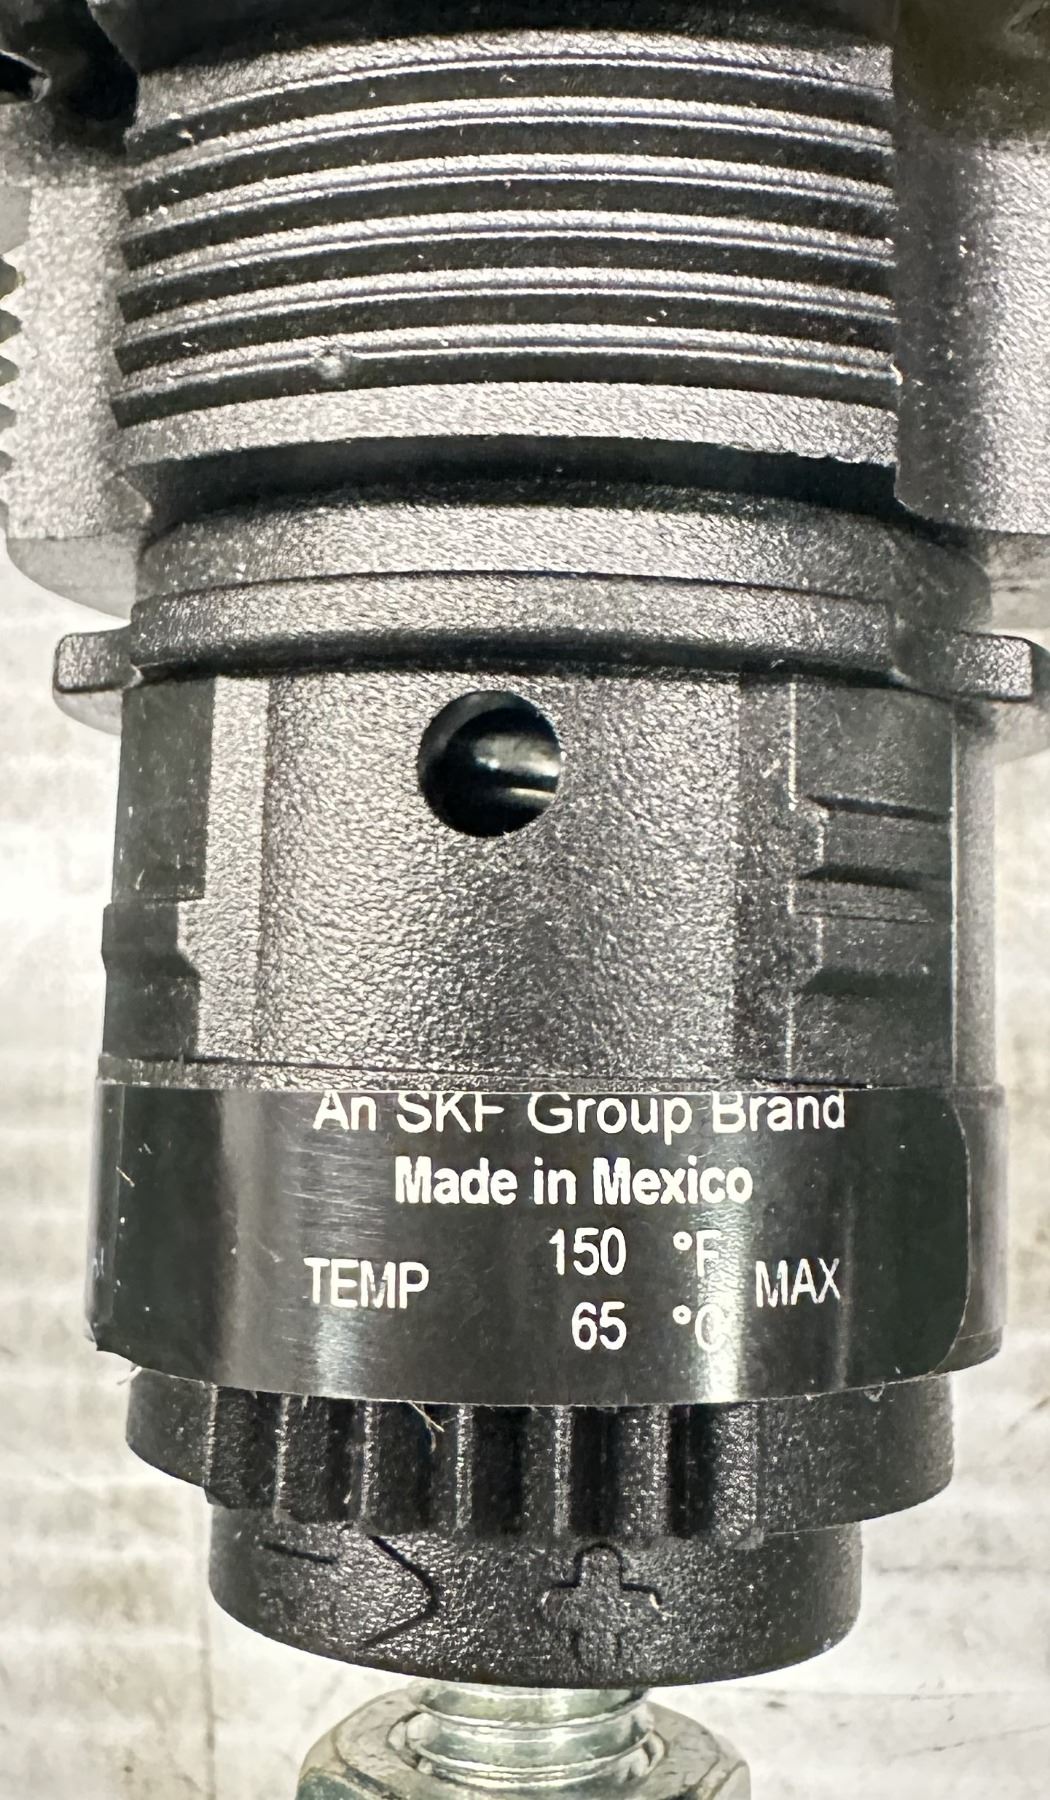 An SKF Group Brand
Made in Mexico
150 °F
TEMP MAX
65 °C